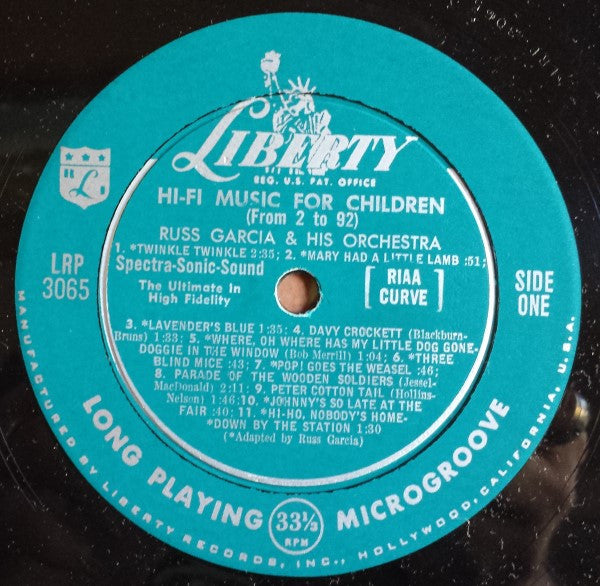 LIBERTY
REG. U.S. PAT. OFFICE
"L"
HI-FI MUSIC FOR CHILDREN
(From 2 to 92)
RUSS GARCIA & HIS ORCHESTRA
1. *TWINKLE TWINKLE 2:35; 2. *MARY HAD A LITTLE LAMB :51;
LRP
3065
Spectra-Sonic-Sound
The Ultimate In
High Fidelity
RIAA
CURVE
SIDE
ONE
3. *LAVENDER'S BLUE 1:35; 4. DAVY CROCKETT (Blackburn-
Bruns) 1:33; 5. *WHERE, OH WHERE HAS MY LITTLE DOG GONE-
DOGGIE IN THE WINDOW (Bob Merrill) 1:04; 6. *THREE
BLIND MICE :43; 7. *POP! GOES THE WEASEL :46;
8. PARADE OF THE WOODEN SOLDIERS (Jessel-
MacDonald) 2:11; 9. PETER COTTON TAIL (Hollins-
Nelson) 1:46; 10. *JOHNNY'S SO LATE AT THE
FAIR :40; 11. *HI-HO, NOBODY'S HOME-
*DOWN BY THE STATION 1:30
(*Adapted by Russ Garcia)
LONG PLAYING 33⅓ RPM MICROGROOVE
MANUFACTURED BY LIBERTY RECORDS, INC., HOLLYWOOD, CALIFORNIA, U.S.A.